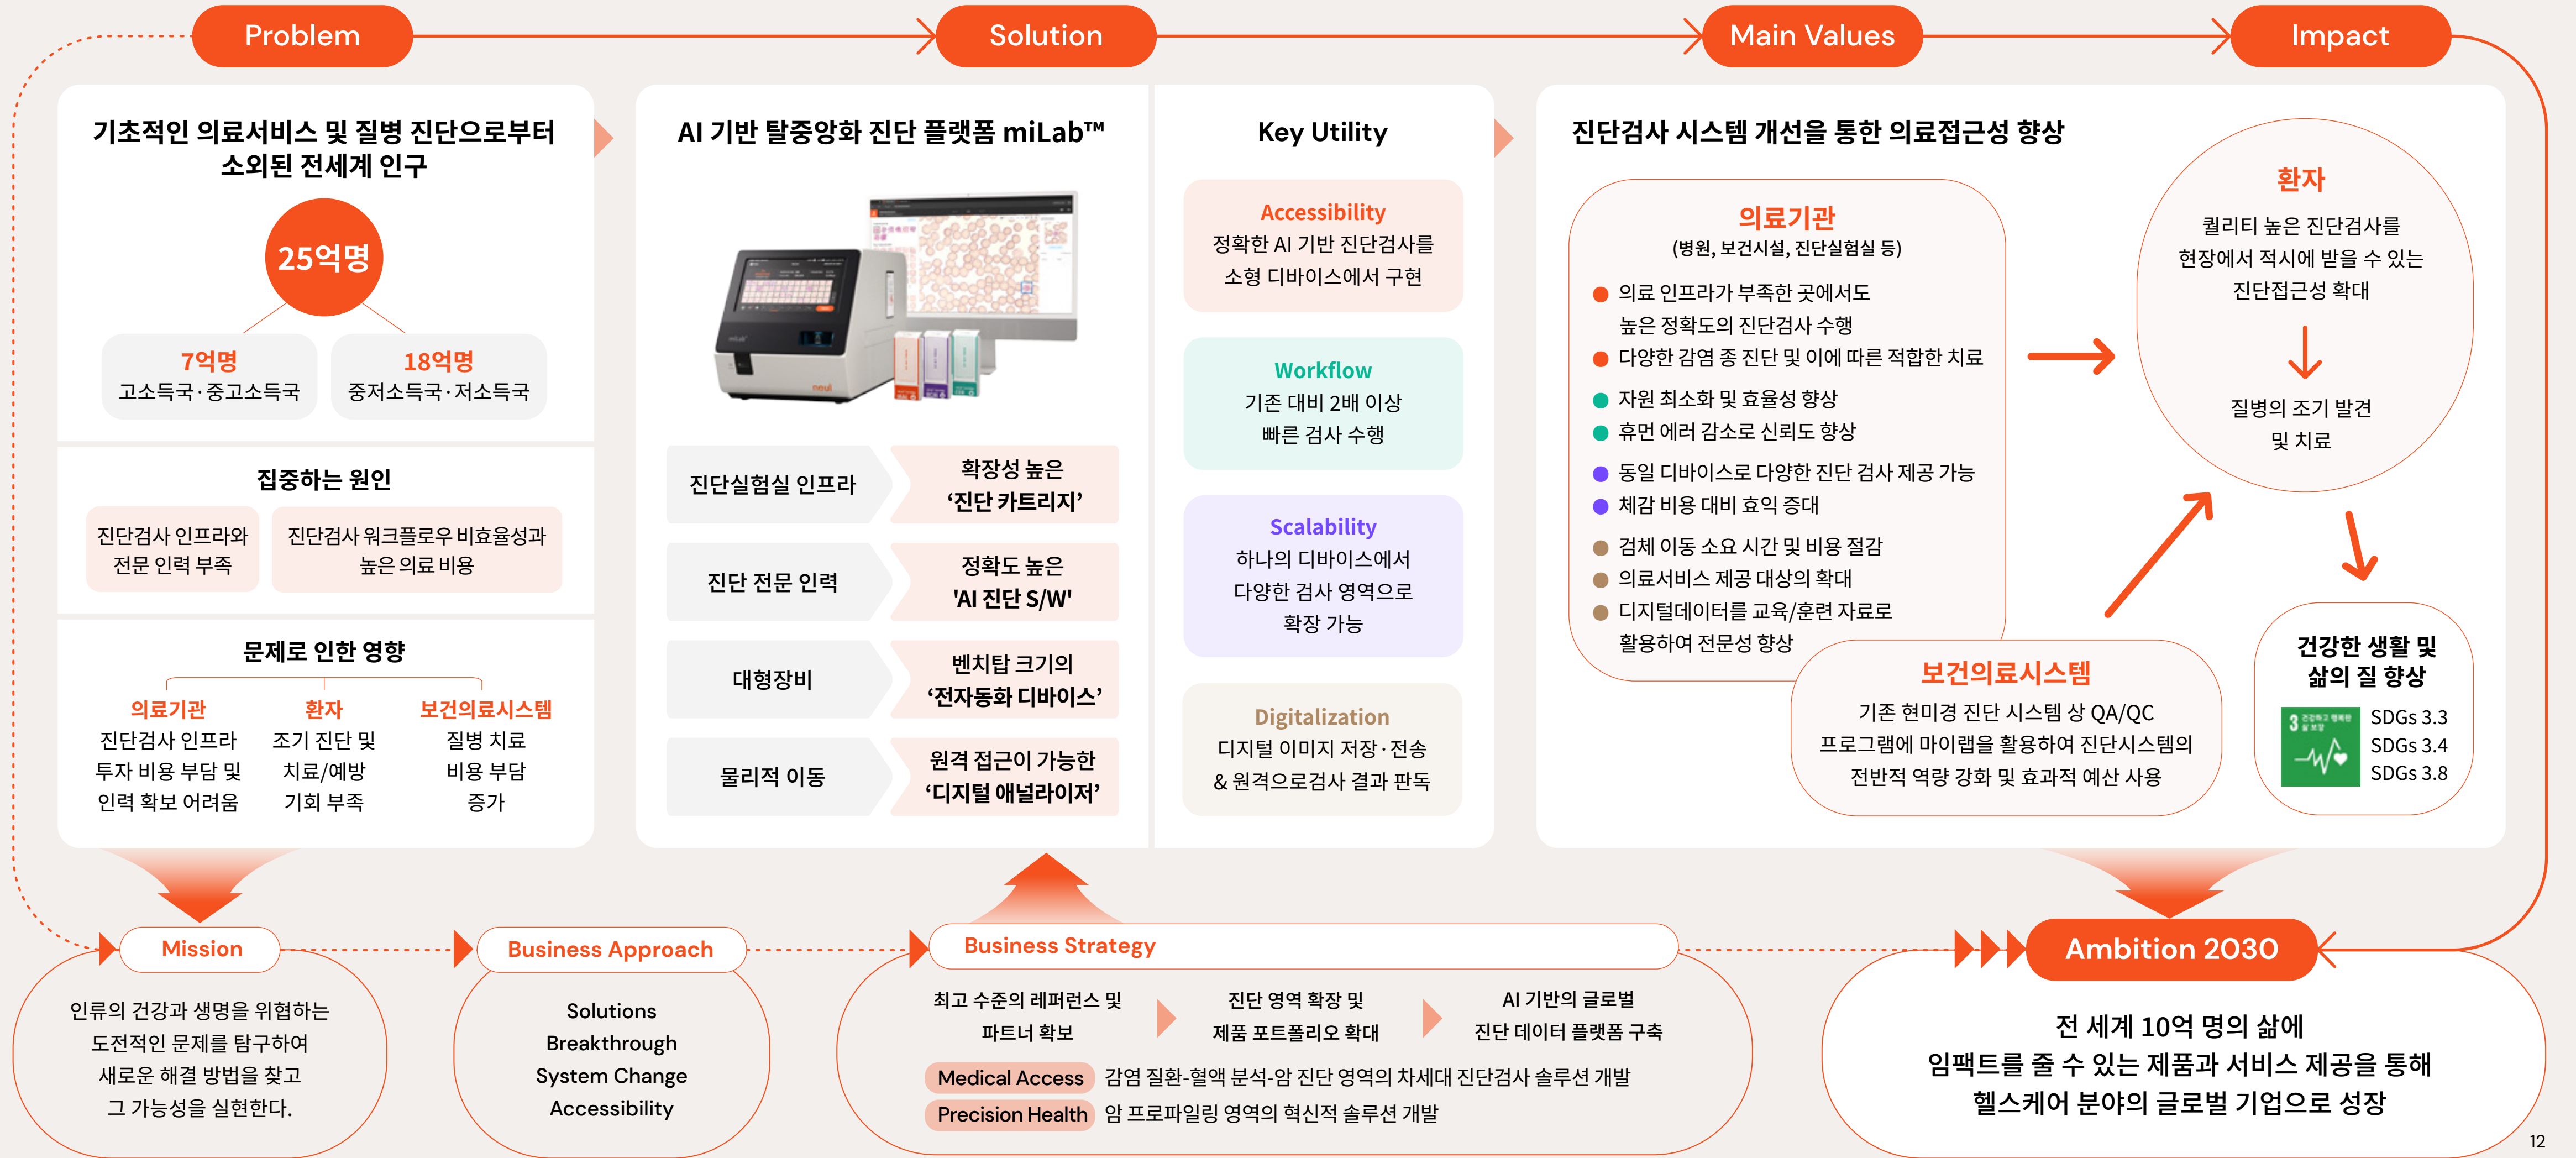 Problem
Solution
Main Values
Impact
기초적인 의료서비스 및 질병 진단으로부터
소외된 전세계 인구
25억명
7억명
고소득국·중고소득국
18억명
중저소득국·저소득국
집중하는 원인
진단검사 인프라와
전문 인력 부족
진단검사 워크플로우 비효율성과
높은 의료 비용
문제로 인한 영향
의료기관
진단검사 인프라
투자 비용 부담 및
인력 확보 어려움
환자
조기 진단 및
치료/예방
기회 부족
보건의료시스템
질병 치료
비용 부담
증가
AI 기반 탈중앙화 진단 플랫폼 miLab™
miLab
noul
진단실험실 인프라
확장성 높은
‘진단 카트리지’
진단 전문 인력
정확도 높은
'AI 진단 S/W'
대형장비
벤치탑 크기의
‘전자동화 디바이스’
물리적 이동
원격 접근이 가능한
‘디지털 애널라이저’
Key Utility
Accessibility
정확한 AI 기반 진단검사를
소형 디바이스에서 구현
Workflow
기존 대비 2배 이상
빠른 검사 수행
Scalability
하나의 디바이스에서
다양한 검사 영역으로
확장 가능
Digitalization
디지털 이미지 저장·전송
& 원격으로검사 결과 판독
진단검사 시스템 개선을 통한 의료접근성 향상
의료기관
(병원, 보건시설, 진단실험실 등)
의료 인프라가 부족한 곳에서도
높은 정확도의 진단검사 수행
다양한 감염 종 진단 및 이에 따른 적합한 치료
자원 최소화 및 효율성 향상
휴먼 에러 감소로 신뢰도 향상
동일 디바이스로 다양한 진단 검사 제공 가능
체감 비용 대비 효익 증대
검체 이동 소요 시간 및 비용 절감
의료서비스 제공 대상의 확대
디지털데이터를 교육/훈련 자료로
활용하여 전문성 향상
환자
퀄리티 높은 진단검사를
현장에서 적시에 받을 수 있는
진단접근성 확대
질병의 조기 발견
및 치료
보건의료시스템
기존 현미경 진단 시스템 상 QA/QC
프로그램에 마이랩을 활용하여 진단시스템의
전반적 역량 강화 및 효과적 예산 사용
건강한 생활 및
삶의 질 향상
3 건강하고 행복한
삶 보장
SDGs 3.3
SDGs 3.4
SDGs 3.8
Mission
인류의 건강과 생명을 위협하는
도전적인 문제를 탐구하여
새로운 해결 방법을 찾고
그 가능성을 실현한다.
Business Approach
Solutions
Breakthrough
System Change
Accessibility
Business Strategy
최고 수준의 레퍼런스 및
파트너 확보
진단 영역 확장 및
제품 포트폴리오 확대
AI 기반의 글로벌
진단 데이터 플랫폼 구축
Medical Access 감염 질환-혈액 분석-암 진단 영역의 차세대 진단검사 솔루션 개발
Precision Health 암 프로파일링 영역의 혁신적 솔루션 개발
Ambition 2030
전 세계 10억 명의 삶에
임팩트를 줄 수 있는 제품과 서비스 제공을 통해
헬스케어 분야의 글로벌 기업으로 성장
12